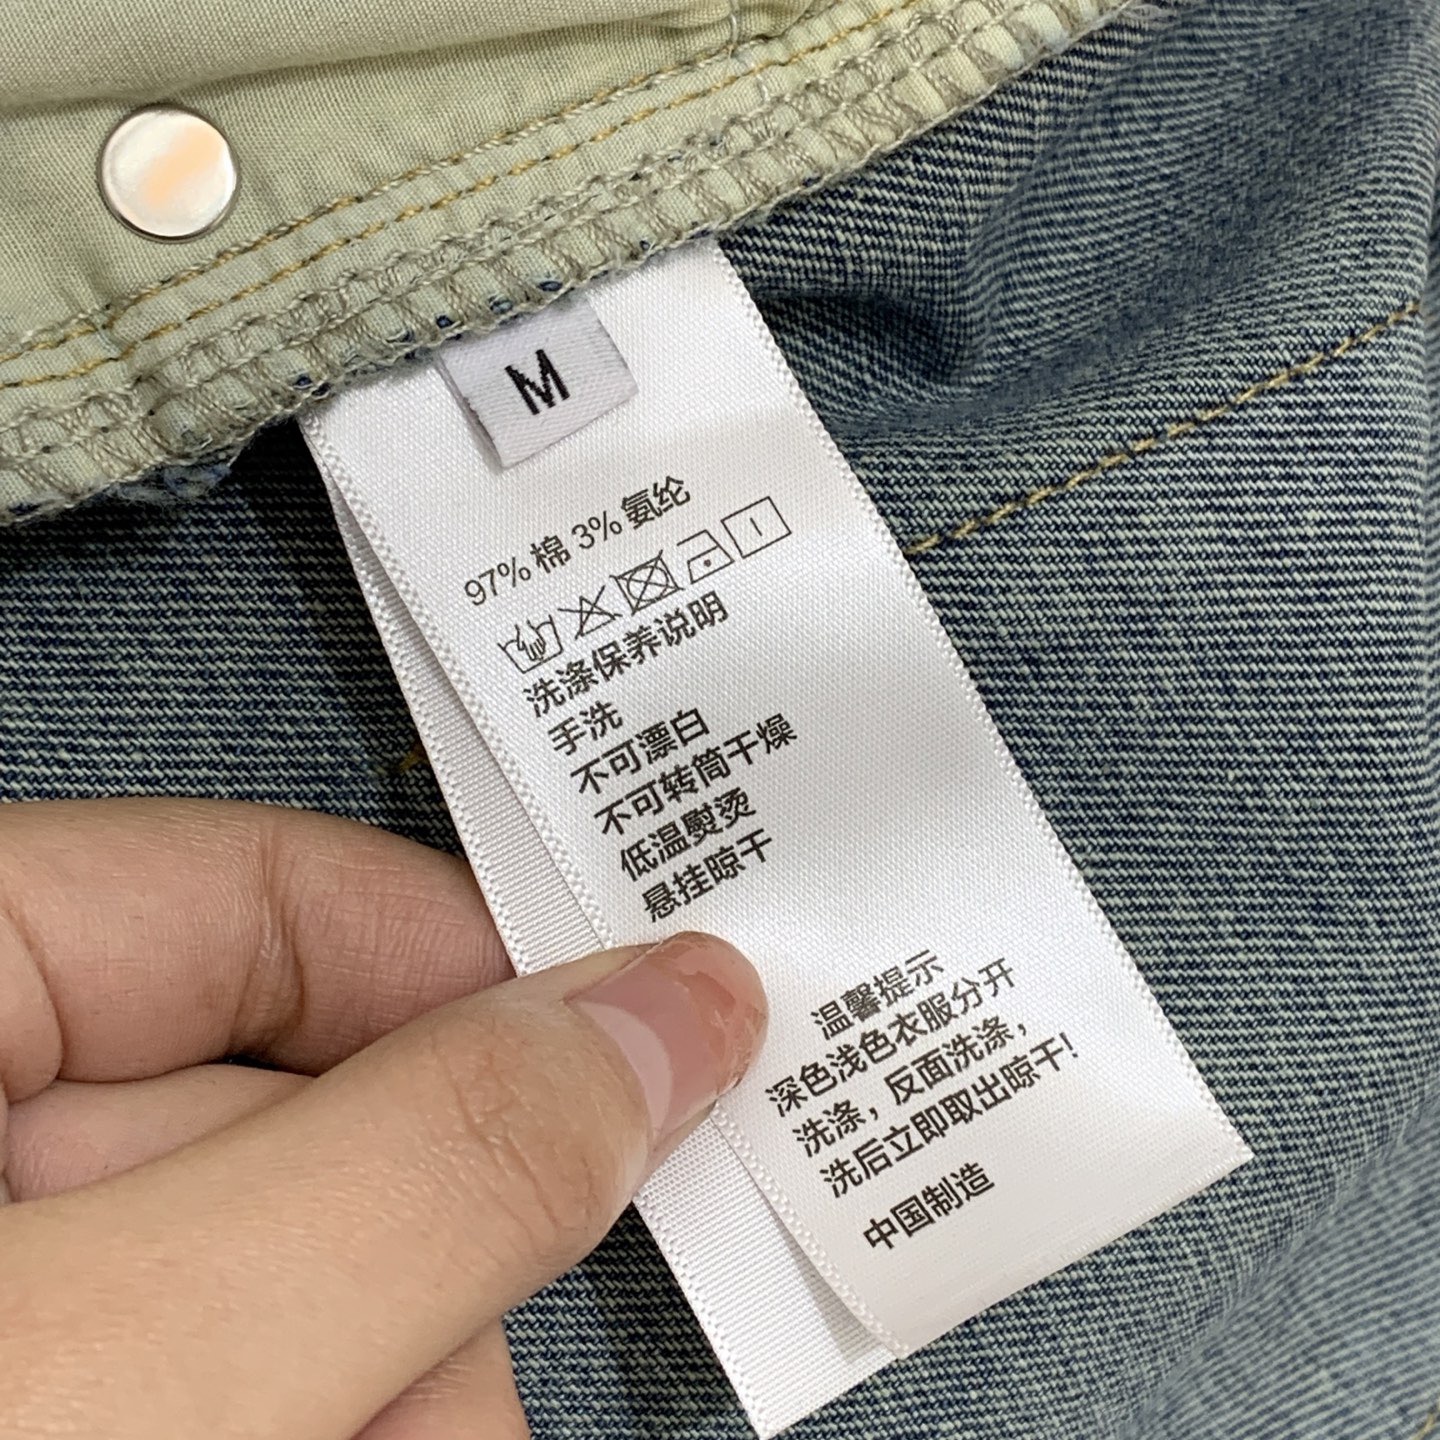 M
97% 棉 3% 氨纶
洗涤保养说明
手洗
不可漂白
不可转筒干燥
低温熨烫
悬挂晾干
温馨提示
深色浅色衣服分开
洗涤，反面洗涤，
洗后立即取出晾干!
中国制造